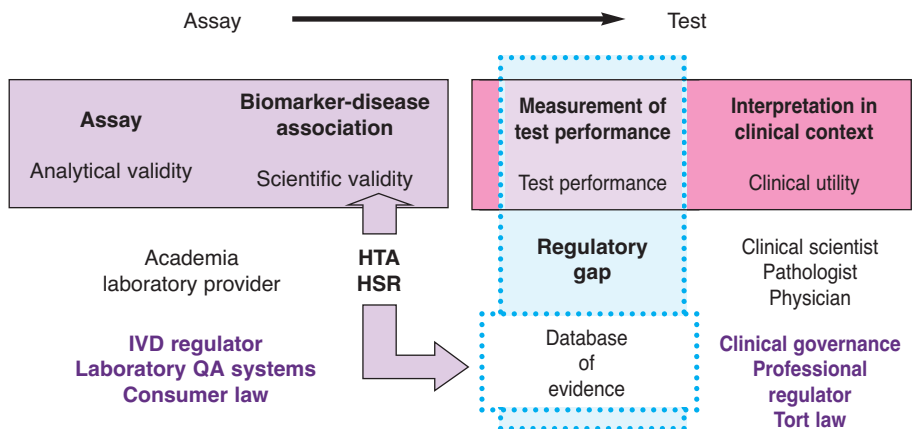 Assay
Test
Assay
Analytical validity
Biomarker-disease
association
Scientific validity
Measurement of
test performance
Test performance
Interpretation in
clinical context
Clinical utility
Academia
laboratory provider
HTA
HSR
Regulatory
gap
Clinical scientist
Pathologist
Physician
IVD regulator
Laboratory QA systems
Consumer law
Database
of
evidence
Clinical governance
Professional
regulator
Tort law